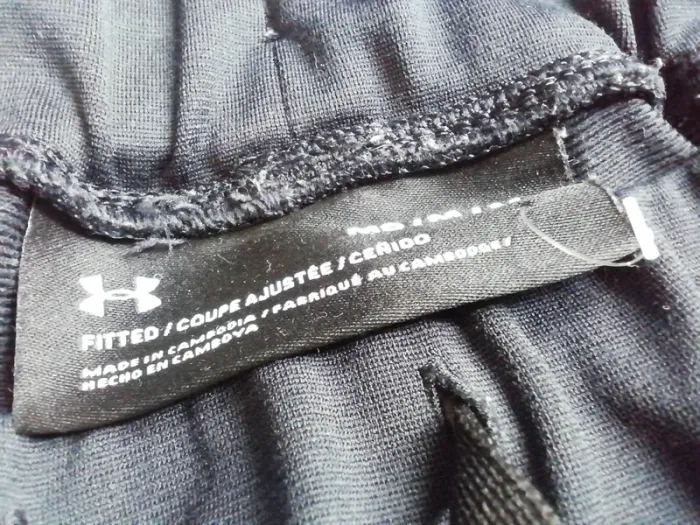 FITTED / COUPE AJUSTÉE / CEÑIDO
MADE IN CAMBODIA / FABRIQUÉ AU CAMBODGE /
HECHO EN CAMBOYA